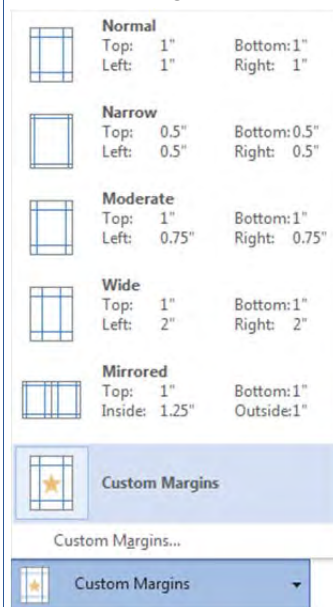 Normal
Top: 1" Bottom: 1"
Left: 1" Right: 1"
Narrow
Top: 0.5" Bottom: 0.5"
Left: 0.5" Right: 0.5"
Moderate
Top: 1" Bottom: 1"
Left: 0.75" Right: 0.75"
Wide
Top: 1" Bottom: 1"
Left: 2" Right: 2"
Mirrored
Top: 1" Bottom: 1"
Inside: 1.25" Outside: 1"
Custom Margins
Custom Margins...
Custom Margins